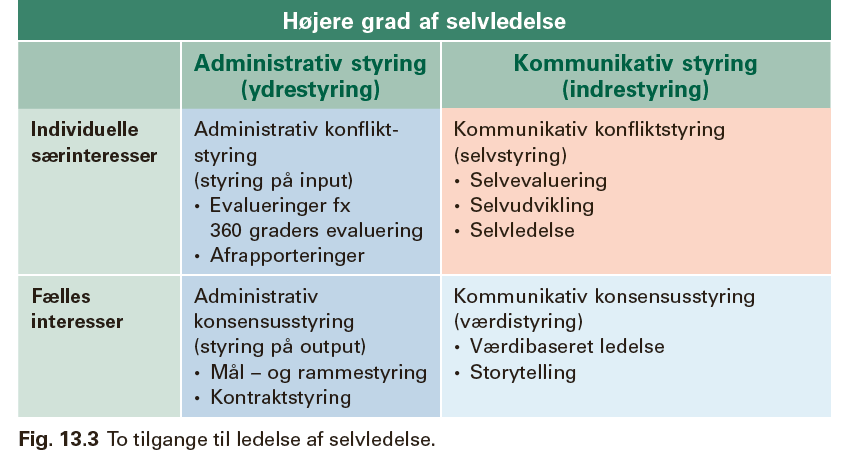 Højere grad af selvledelse
Administrativ styring
(ydrestyring)
Kommunikativ styring
(indrestyring)
Individuelle
særinteresser
Administrativ konflikt-
styring
(styring på input)
• Evalueringer fx
360 graders evaluering
• Afrapporteringer
Kommunikativ konfliktstyring
(selvstyring)
• Selvevaluering
• Selvudvikling
• Selvledelse
Fælles
interesser
Administrativ
konsensusstyring
(styring på output)
• Mål – og rammestyring
• Kontraktstyring
Kommunikativ konsensusstyring
(værdistyring)
• Værdibaseret ledelse
• Storytelling
Fig. 13.3 To tilgange til ledelse af selvledelse.